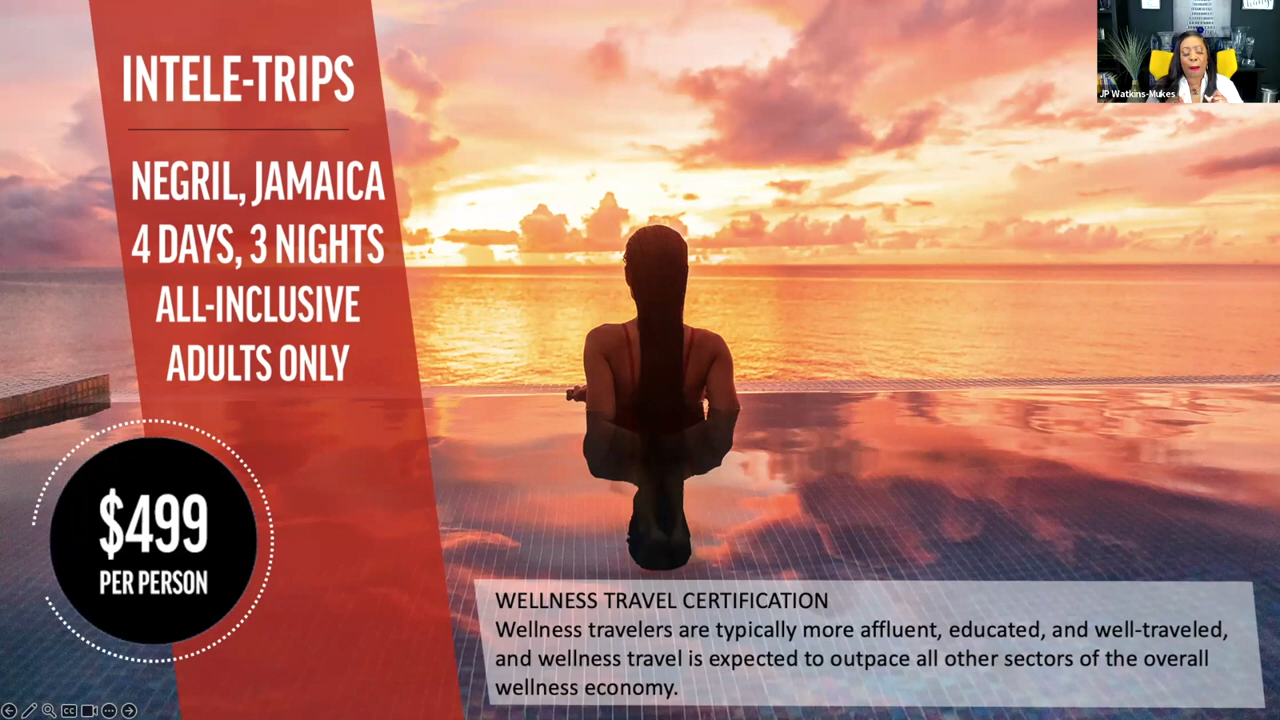 INTELE-TRIPS
NEGRIL, JAMAICA
4 DAYS, 3 NIGHTS
ALL-INCLUSIVE
ADULTS ONLY
$499
PER PERSON
JP Watkins-Mukes
WELLNESS TRAVEL CERTIFICATION
Wellness travelers are typically more affluent, educated, and well-traveled,
and wellness travel is expected to outpace all other sectors of the overall
wellness economy.
CC